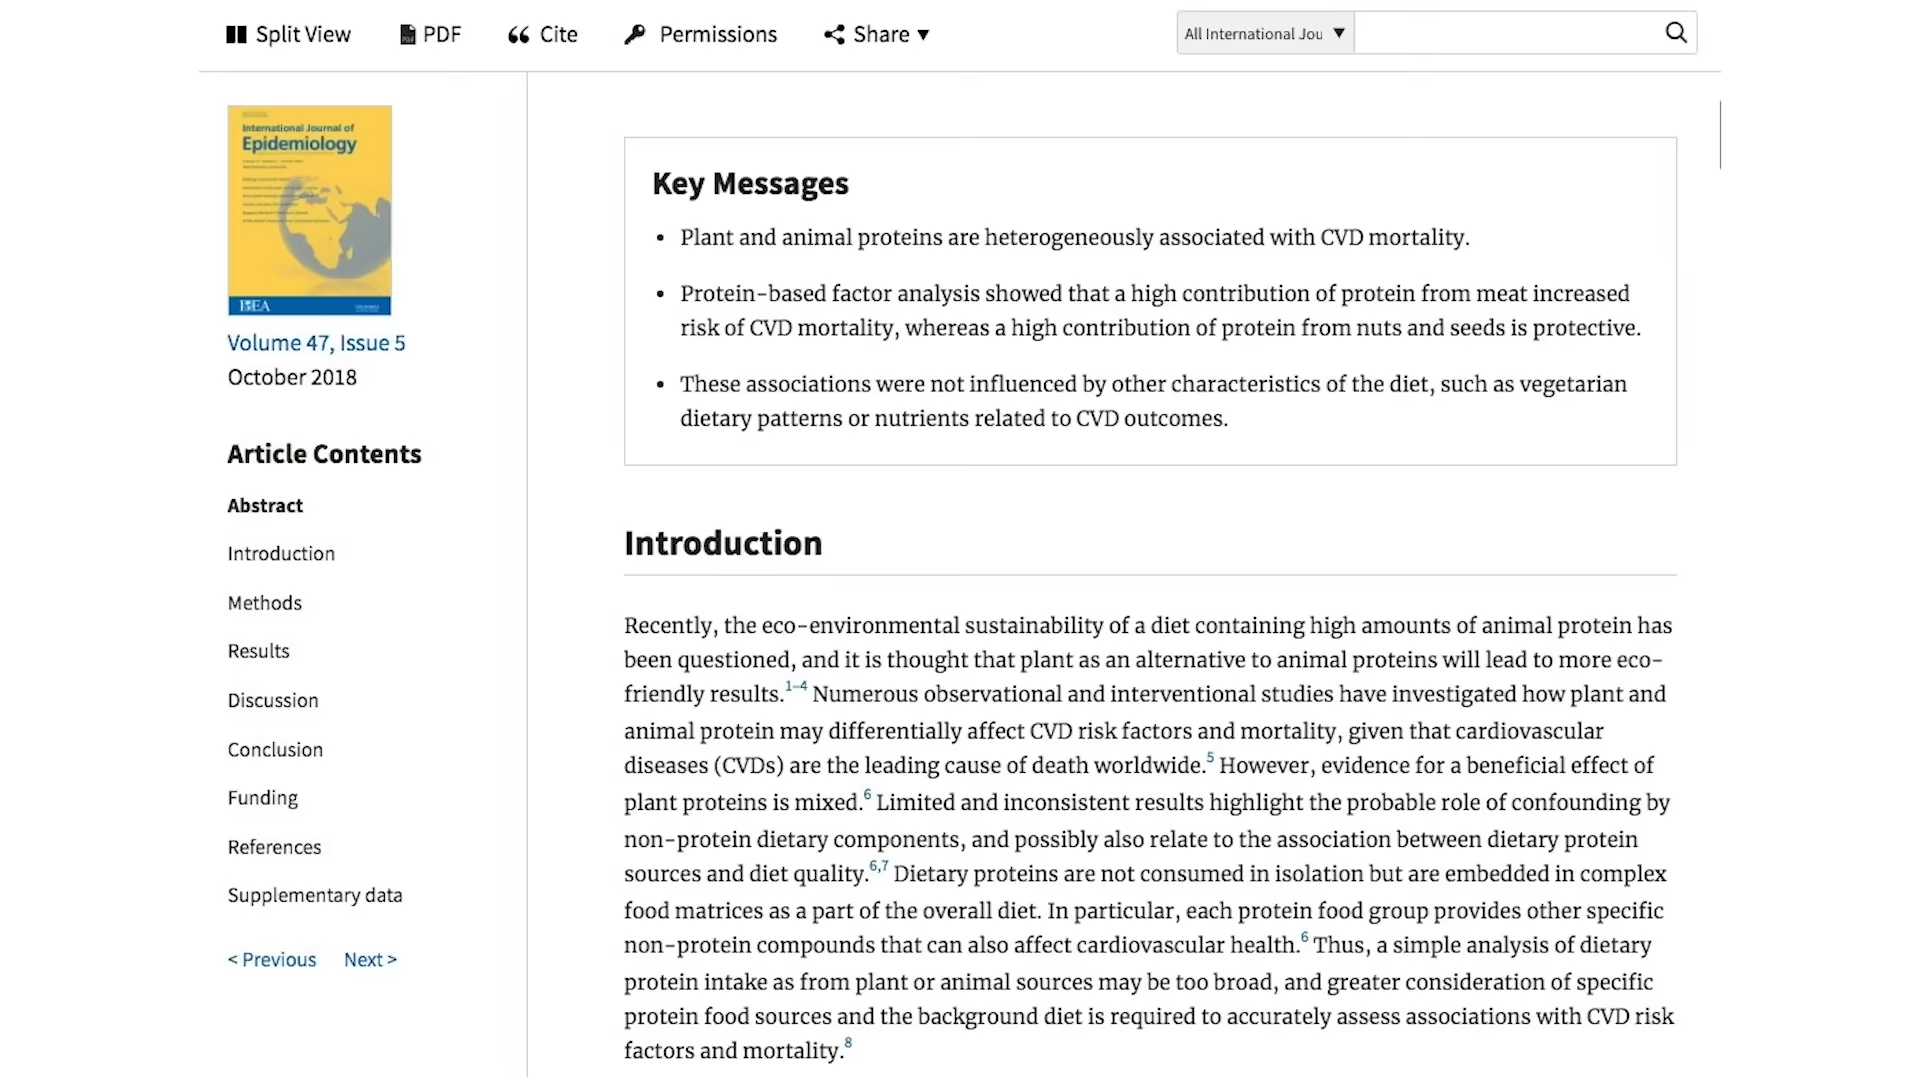 Split View
PDF
Cite
Permissions
Share
All International Jou
International Journal of
Epidemiology
IEA
Volume 47, Issue 5
October 2018
Article Contents
Abstract
Introduction
Methods
Results
Discussion
Conclusion
Funding
References
Supplementary data
< Previous
Next >
Key Messages
• Plant and animal proteins are heterogeneously associated with CVD mortality.
• Protein-based factor analysis showed that a high contribution of protein from meat increased
risk of CVD mortality, whereas a high contribution of protein from nuts and seeds is protective.
• These associations were not influenced by other characteristics of the diet, such as vegetarian
dietary patterns or nutrients related to CVD outcomes.
Introduction
Recently, the eco-environmental sustainability of a diet containing high amounts of animal protein has
been questioned, and it is thought that plant as an alternative to animal proteins will lead to more eco-
friendly results.1–4 Numerous observational and interventional studies have investigated how plant and
animal protein may differentially affect CVD risk factors and mortality, given that cardiovascular
diseases (CVDs) are the leading cause of death worldwide.5 However, evidence for a beneficial effect of
plant proteins is mixed.6 Limited and inconsistent results highlight the probable role of confounding by
non-protein dietary components, and possibly also relate to the association between dietary protein
sources and diet quality.6,7 Dietary proteins are not consumed in isolation but are embedded in complex
food matrices as a part of the overall diet. In particular, each protein food group provides other specific
non-protein compounds that can also affect cardiovascular health.6 Thus, a simple analysis of dietary
protein intake as from plant or animal sources may be too broad, and greater consideration of specific
protein food sources and the background diet is required to accurately assess associations with CVD risk
factors and mortality.8